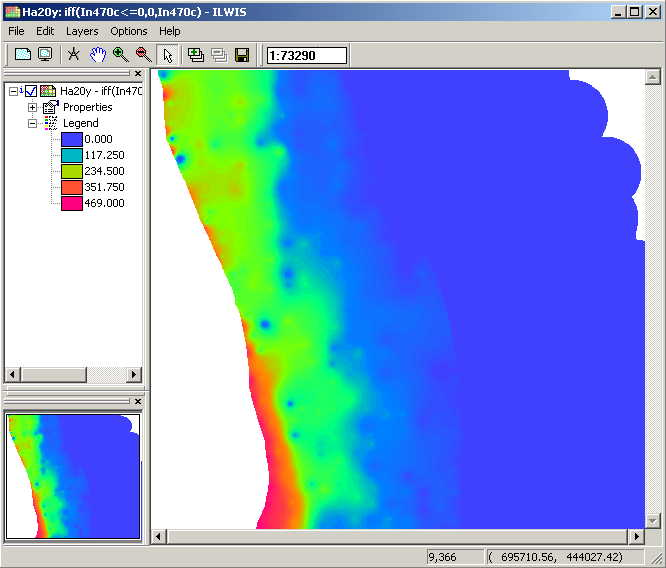 Ha20y: iff(In470c<=0,0,In470c) - ILWIS
File Edit Layers Options Help
1:73290
Ha20y - iff(In470
Properties
Legend
0.000
117.250
234.500
351.750
469.000
9,366 ( 695710.56, 444027.42)